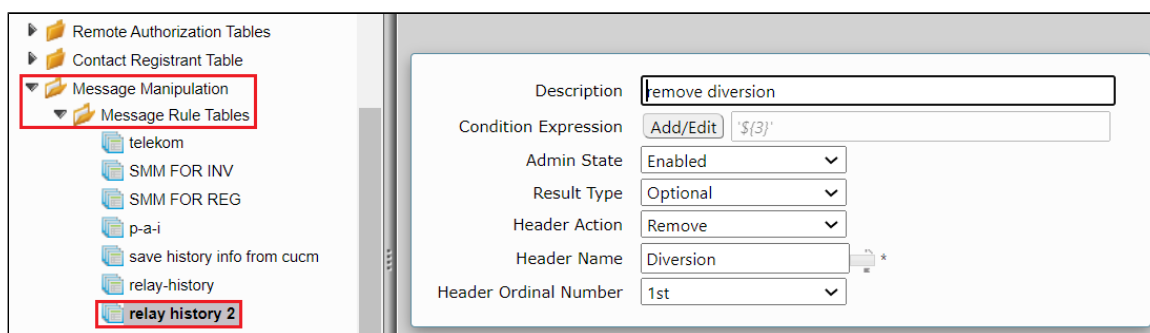 Remote Authorization Tables
Contact Registrant Table
Message Manipulation
Message Rule Tables
telekom
SMM FOR INV
SMM FOR REG
p-a-i
save history info from cucm
relay-history
relay history 2
Description remove diversion
Condition Expression Add/Edit '${3}'
Admin State Enabled
Result Type Optional
Header Action Remove
Header Name Diversion *
Header Ordinal Number 1st